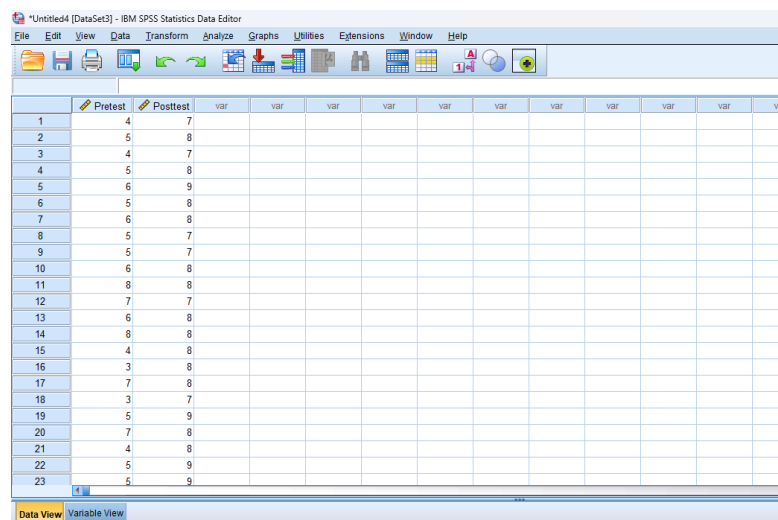 *Untitled4 [DataSet3] - IBM SPSS Statistics Data Editor
File Edit View Data Transform Analyze Graphs Utilities Extensions Window Help
Pretest Posttest var var var var var var var var var var
1 4 7
2 5 8
3 4 7
4 5 8
5 6 9
6 5 8
7 6 8
8 5 7
9 5 7
10 6 8
11 8 8
12 7 7
13 6 8
14 8 8
15 4 8
16 3 8
17 7 8
18 3 7
19 5 9
20 7 8
21 4 8
22 5 9
23 5 9
Data View Variable View